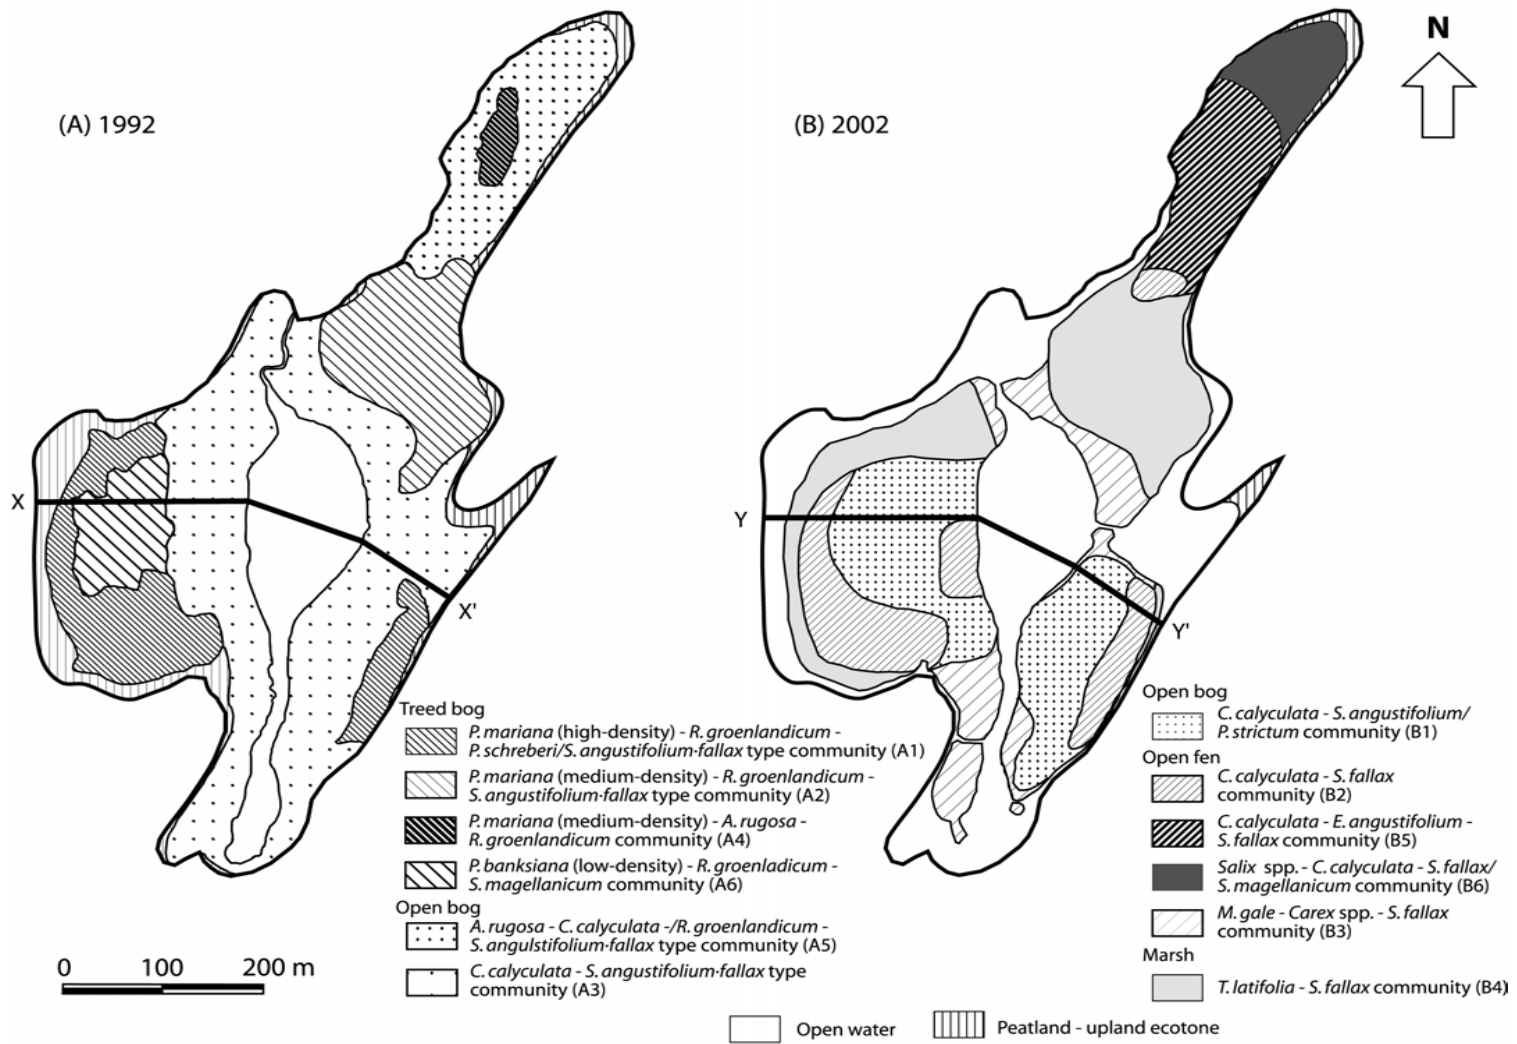 N
(A) 1992
(B) 2002
X
X'
Y
Y'
Treed bog
P. mariana (high-density) - R. groenlandicum -
P. schreberi/S. angustifolium·fallax type community (A1)
P. mariana (medium-density) - R. groenlandicum -
S. angustifolium·fallax type community (A2)
P. mariana (medium-density) - A. rugosa -
R. groenlandicum community (A4)
P. banksiana (low-density) - R. groenladicum -
S. magellanicum community (A6)
Open bog
A. rugosa - C. calyculata -/R. groenlandicum -
S. angulstifolium·fallax type community (A5)
C. calyculata - S. angustifolium·fallax type
community (A3)
0 100 200 m
Open bog
C. calyculata - S. angustifolium/
P. strictum community (B1)
Open fen
C. calyculata - S. fallax
community (B2)
C. calyculata - E. angustifolium -
S. fallax community (B5)
Salix spp. - C. calyculata - S. fallax/
S. magellanicum community (B6)
M. gale - Carex spp. - S. fallax
community (B3)
Marsh
T. latifolia - S. fallax community (B4)
Open water
Peatland - upland ecotone